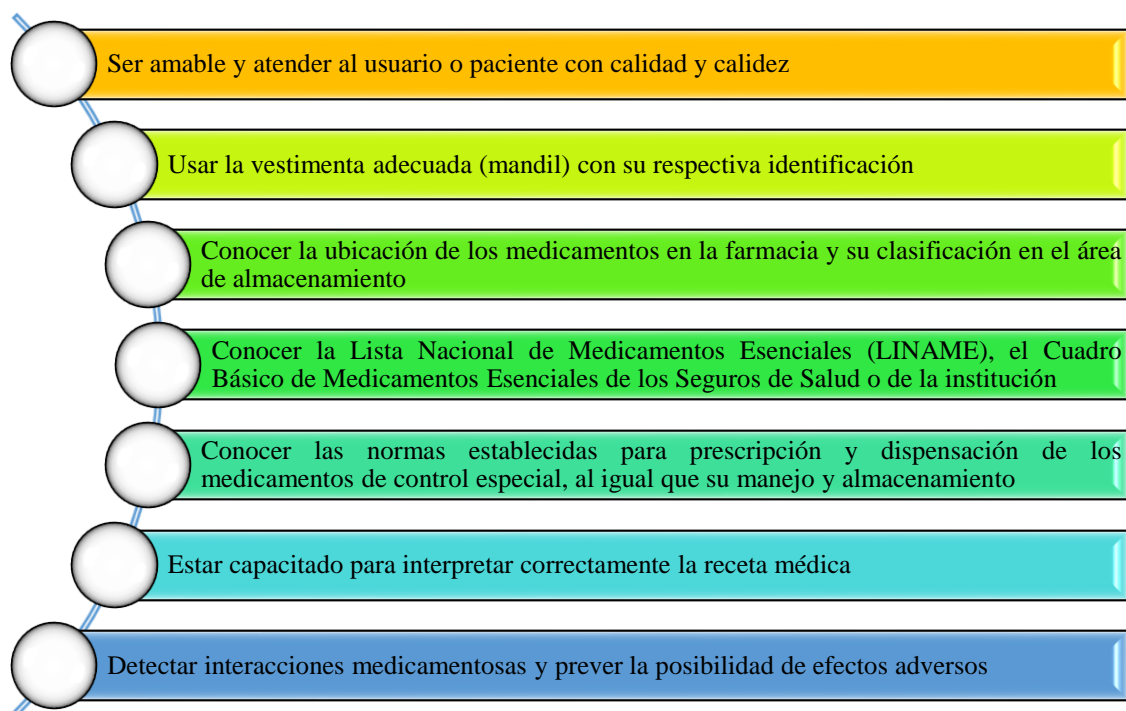 Ser amable y atender al usuario o paciente con calidad y calidez
Usar la vestimenta adecuada (mandil) con su respectiva identificación
Conocer la ubicación de los medicamentos en la farmacia y su clasificación en el área
de almacenamiento
Conocer la Lista Nacional de Medicamentos Esenciales (LINAME), el Cuadro
Básico de Medicamentos Esenciales de los Seguros de Salud o de la institución
Conocer las normas establecidas para prescripción y dispensación de los
medicamentos de control especial, al igual que su manejo y almacenamiento
Estar capacitado para interpretar correctamente la receta médica
Detectar interacciones medicamentosas y prever la posibilidad de efectos adversos